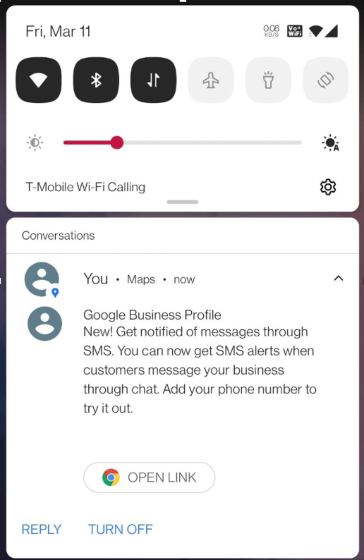 Fri, Mar 11
0.06 KB/S
Vo+ WiFi
A
T-Mobile Wi-Fi Calling
Conversations
You • Maps • now
Google Business Profile
New! Get notified of messages through
SMS. You can now get SMS alerts when
customers message your business
through chat. Add your phone number to
try it out.
OPEN LINK
REPLY TURN OFF